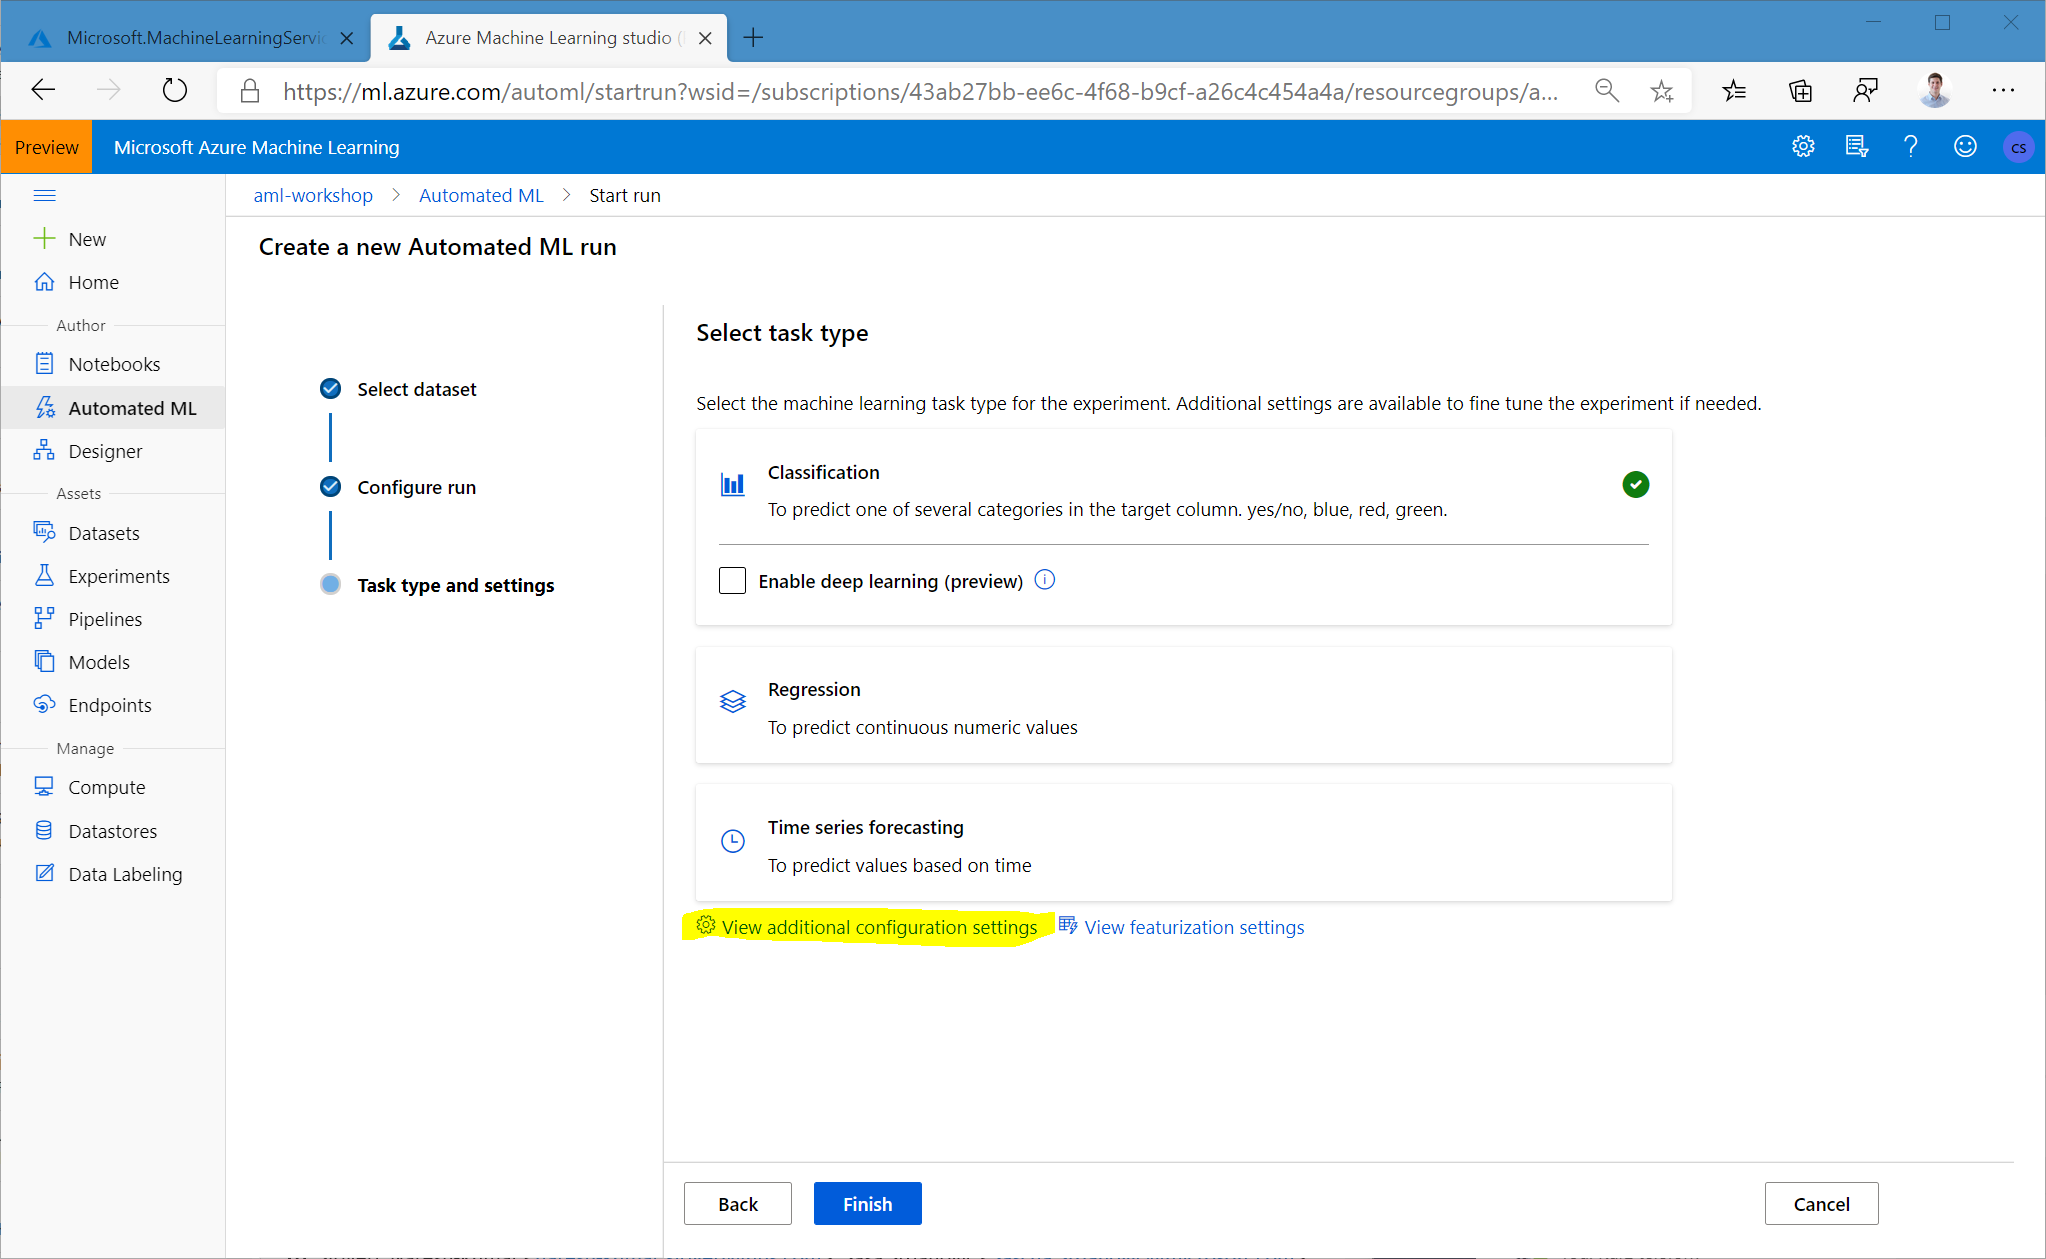 Microsoft.MachineLearningServi
Azure Machine Learning studio (
https://ml.azure.com/automl/startrun?wsid=/subscriptions/43ab27bb-ee6c-4f68-b9cf-a26c4c454a4a/resourcegroups/a...
Preview
Microsoft Azure Machine Learning
CS
aml-workshop > Automated ML > Start run
New
Home
Author
Notebooks
Automated ML
Designer
Assets
Datasets
Experiments
Pipelines
Models
Endpoints
Manage
Compute
Datastores
Data Labeling
Create a new Automated ML run
Select dataset
Configure run
Task type and settings
Select task type
Select the machine learning task type for the experiment. Additional settings are available to fine tune the experiment if needed.
Classification
To predict one of several categories in the target column. yes/no, blue, red, green.
Enable deep learning (preview)
Regression
To predict continuous numeric values
Time series forecasting
To predict values based on time
View additional configuration settings
View featurization settings
Back
Finish
Cancel